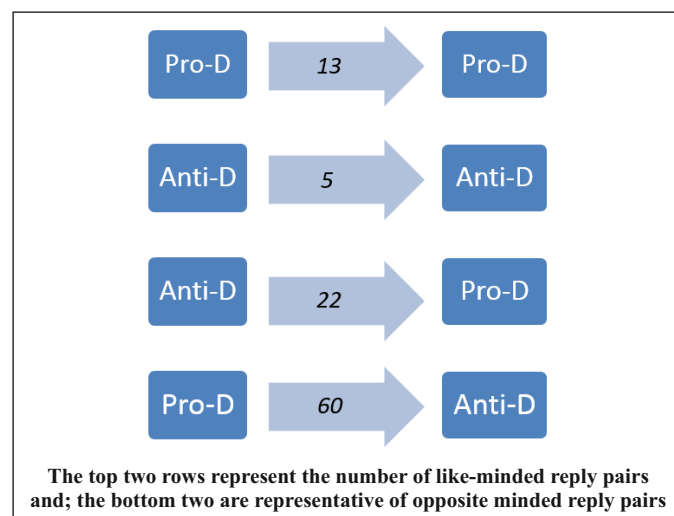 Pro-D 13 Pro-D
Anti-D 5 Anti-D
Anti-D 22 Pro-D
Pro-D 60 Anti-D
The top two rows represent the number of like-minded reply pairs
and; the bottom two are representative of opposite minded reply pairs